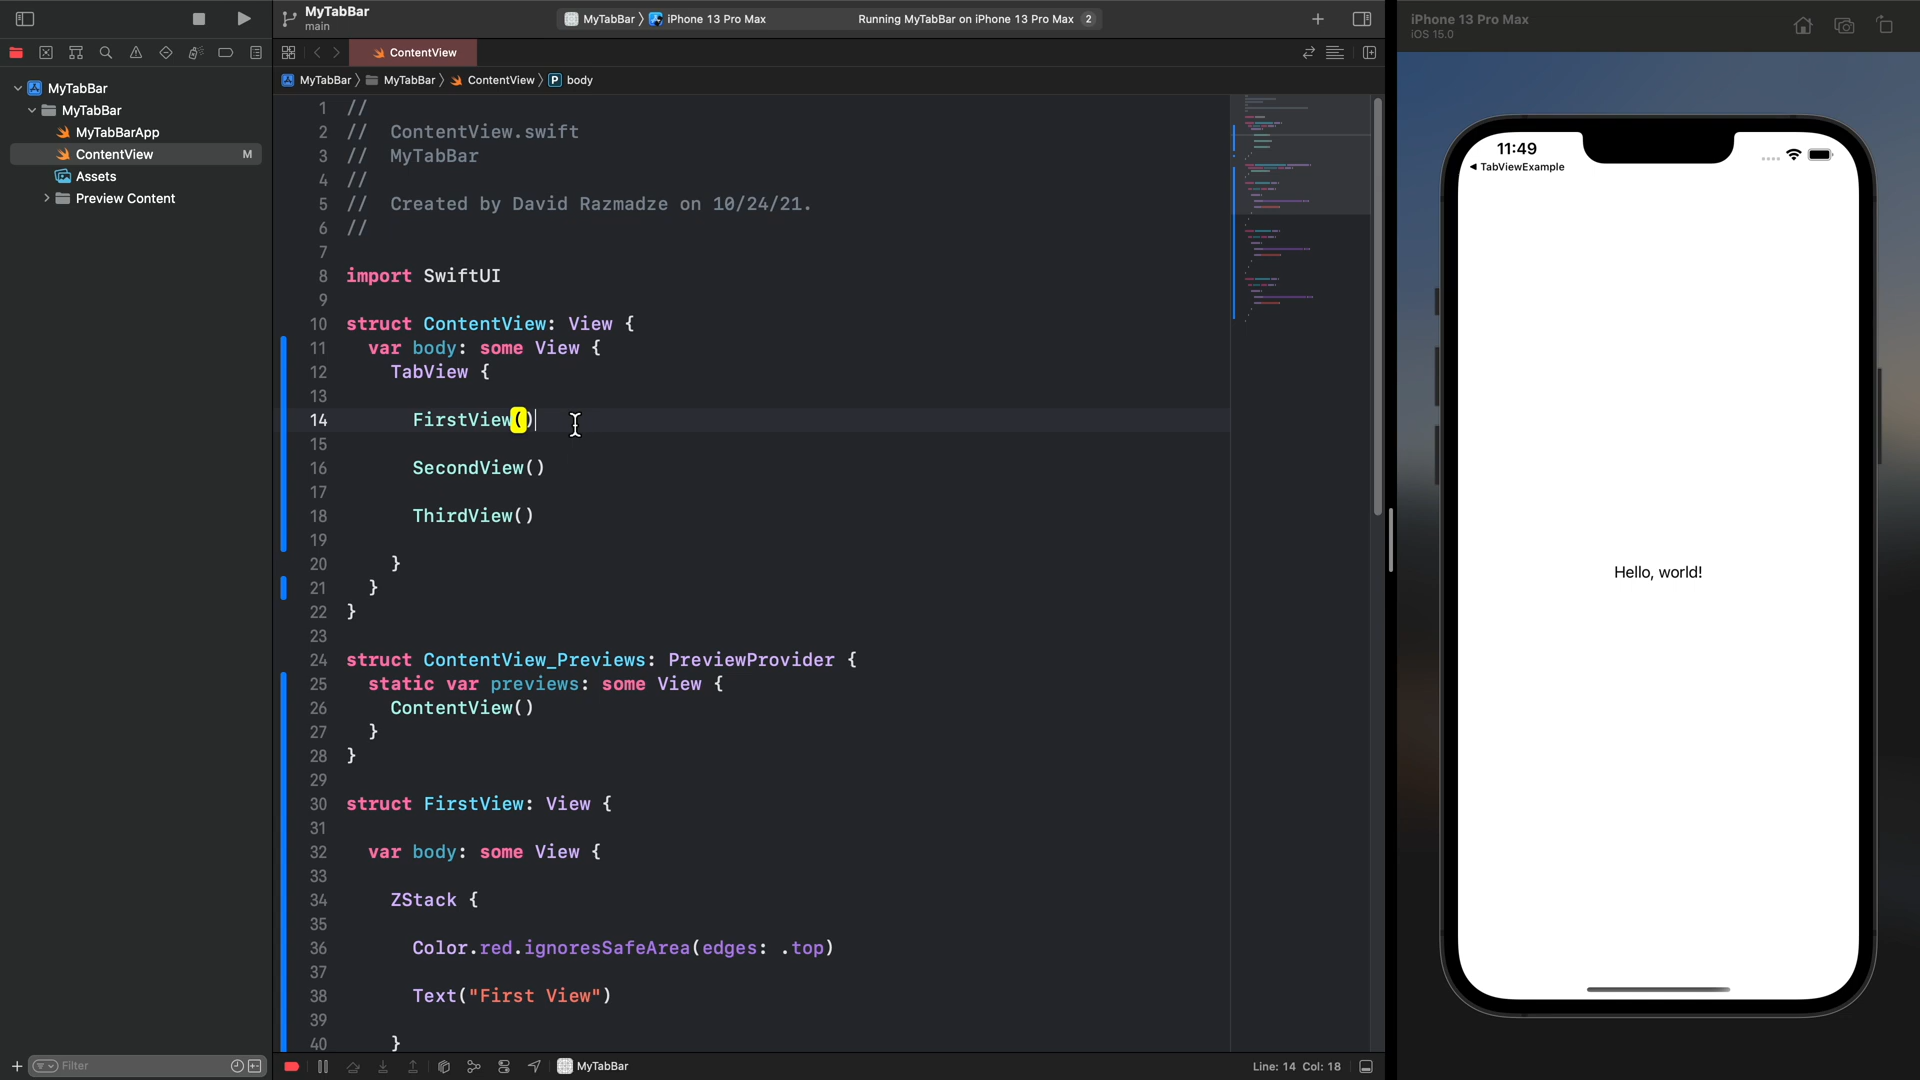 MyTabBar
main
MyTabBar
iPhone 13 Pro Max
Running MyTabBar on iPhone 13 Pro Max
2
ContentView
MyTabBar
MyTabBar
ContentView
P
body
MyTabBar
MyTabBar
MyTabBarApp
ContentView
M
Assets
Preview Content
1 //
2 //  ContentView.swift
3 //  MyTabBar
4 //
5 //  Created by David Razmadze on 10/24/21.
6 //
7
8 import SwiftUI
9
10 struct ContentView: View {
11   var body: some View {
12     TabView {
13
14       FirstView()
15
16       SecondView()
17
18       ThirdView()
19
20     }
21   }
22 }
23
24 struct ContentView_Previews: PreviewProvider {
25   static var previews: some View {
26     ContentView()
27   }
28 }
29
30 struct FirstView: View {
31
32   var body: some View {
33
34     ZStack {
35
36       Color.red.ignoresSafeArea(edges: .top)
37
38       Text("First View")
39
40     }
Filter
MyTabBar
Line: 14 Col: 18
iPhone 13 Pro Max
iOS 15.0
11:49
◀ TabViewExample
Hello, world!